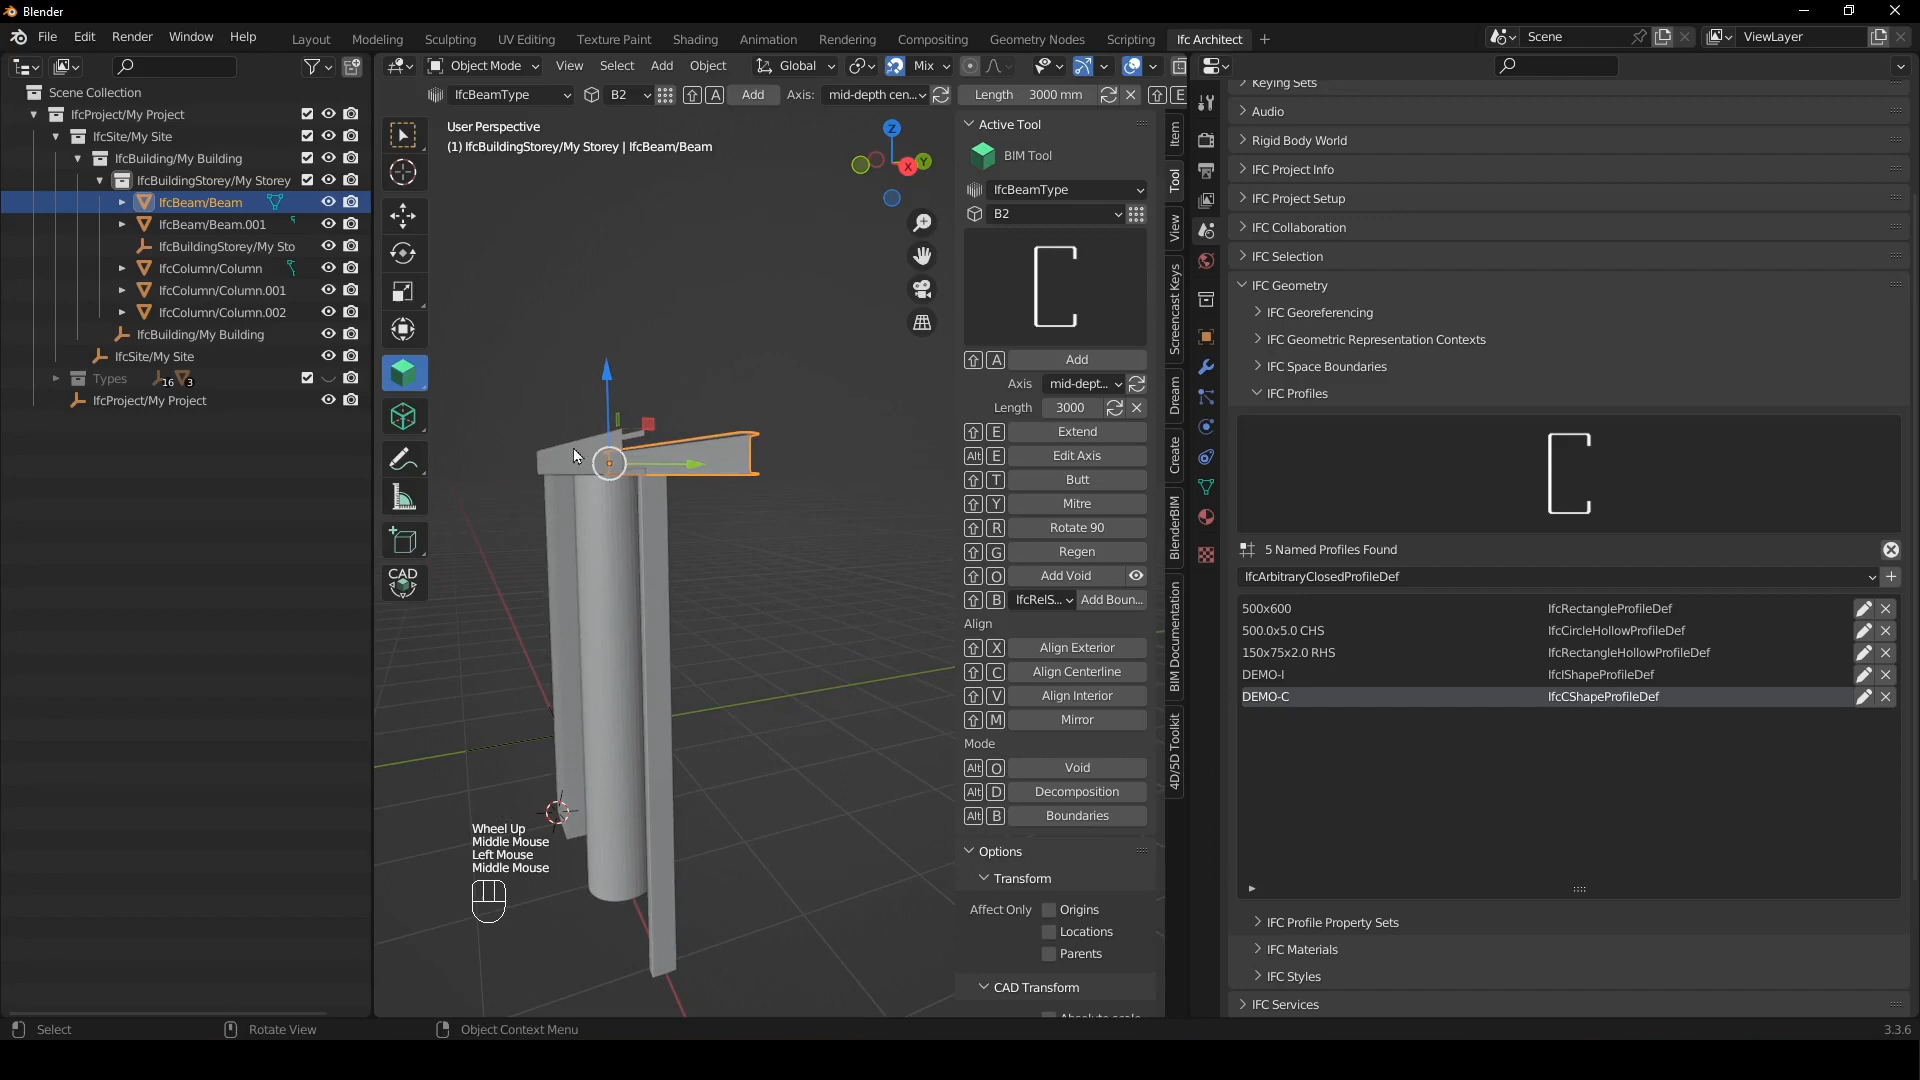 Blender
File Edit Render Window Help
Layout Modeling Sculpting UV Editing Texture Paint Shading Animation Rendering Compositing Geometry Nodes Scripting Ifc Architect +
Scene
ViewLayer
Object Mode View Select Add Object Global Mix
IfcBeamType B2 A Add Axis: mid-depth cen... Length 3000 mm E
Scene Collection
IfcProject/My Project
IfcSite/My Site
IfcBuilding/My Building
IfcBuildingStorey/My Storey
IfcBeam/Beam
IfcBeam/Beam.001
IfcBuildingStorey/My Sto
IfcColumn/Column
IfcColumn/Column.001
IfcColumn/Column.002
IfcBuilding/My Building
IfcSite/My Site
Types 16 3
IfcProject/My Project
User Perspective
(1) IfcBuildingStorey/My Storey | IfcBeam/Beam
Z
Y
X
CAD
Wheel Up
Middle Mouse
Left Mouse
Middle Mouse
Active Tool
BIM Tool
IfcBeamType
B2
A Add
Axis mid-dept...
Length 3000
E Extend
Alt E Edit Axis
T Butt
Y Mitre
R Rotate 90
G Regen
O Add Void
B IfcRelS... Add Boun...
Align
X Align Exterior
C Align Centerline
V Align Interior
M Mirror
Mode
Alt O Void
Alt D Decomposition
Alt B Boundaries
Options
Transform
Affect Only Origins
Locations
Parents
CAD Transform
Absolute scale
Item
Tool
View
Screencast Keys
Dream
Create
BlenderBIM
BIM Documentation
4D/5D Toolkit
Keying Sets
Audio
Rigid Body World
IFC Project Info
IFC Project Setup
IFC Collaboration
IFC Selection
IFC Geometry
IFC Georeferencing
IFC Geometric Representation Contexts
IFC Space Boundaries
IFC Profiles
5 Named Profiles Found
IfcArbitraryClosedProfileDef
500x600 IfcRectangleProfileDef
500.0x5.0 CHS IfcCircleHollowProfileDef
150x75x2.0 RHS IfcRectangleHollowProfileDef
DEMO-I IfcIShapeProfileDef
DEMO-C IfcCShapeProfileDef
IFC Profile Property Sets
IFC Materials
IFC Styles
IFC Services
Select Rotate View Object Context Menu 3.3.6